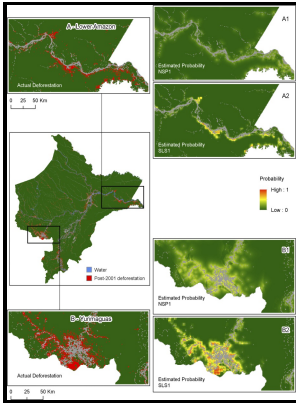 A - Lower Amazon
Actual Deforestation
0 25 50 Km
A1
Estimated Probability
NSP1
A2
Estimated Probability
SLS1
Water
Post-2001 deforestation
Probability
High : 1
Low : 0
B - Yurimaguas
Actual Deforestation
0 25 50 Km
B1
Estimated Probability
NSP1
B2
Estimated Probability
SLS1